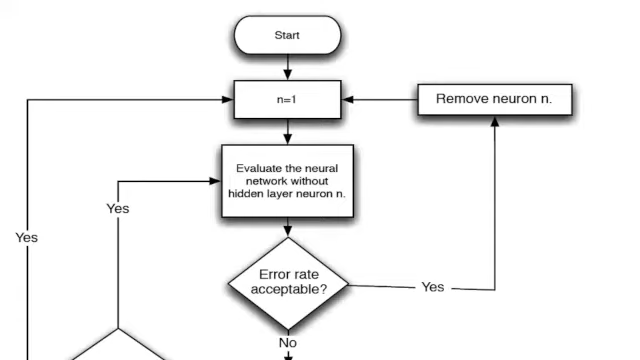 Start
n=1
Remove neuron n.
Evaluate the neural
network without
hidden layer neuron n.
Yes
Yes
Error rate
acceptable?
Yes
No